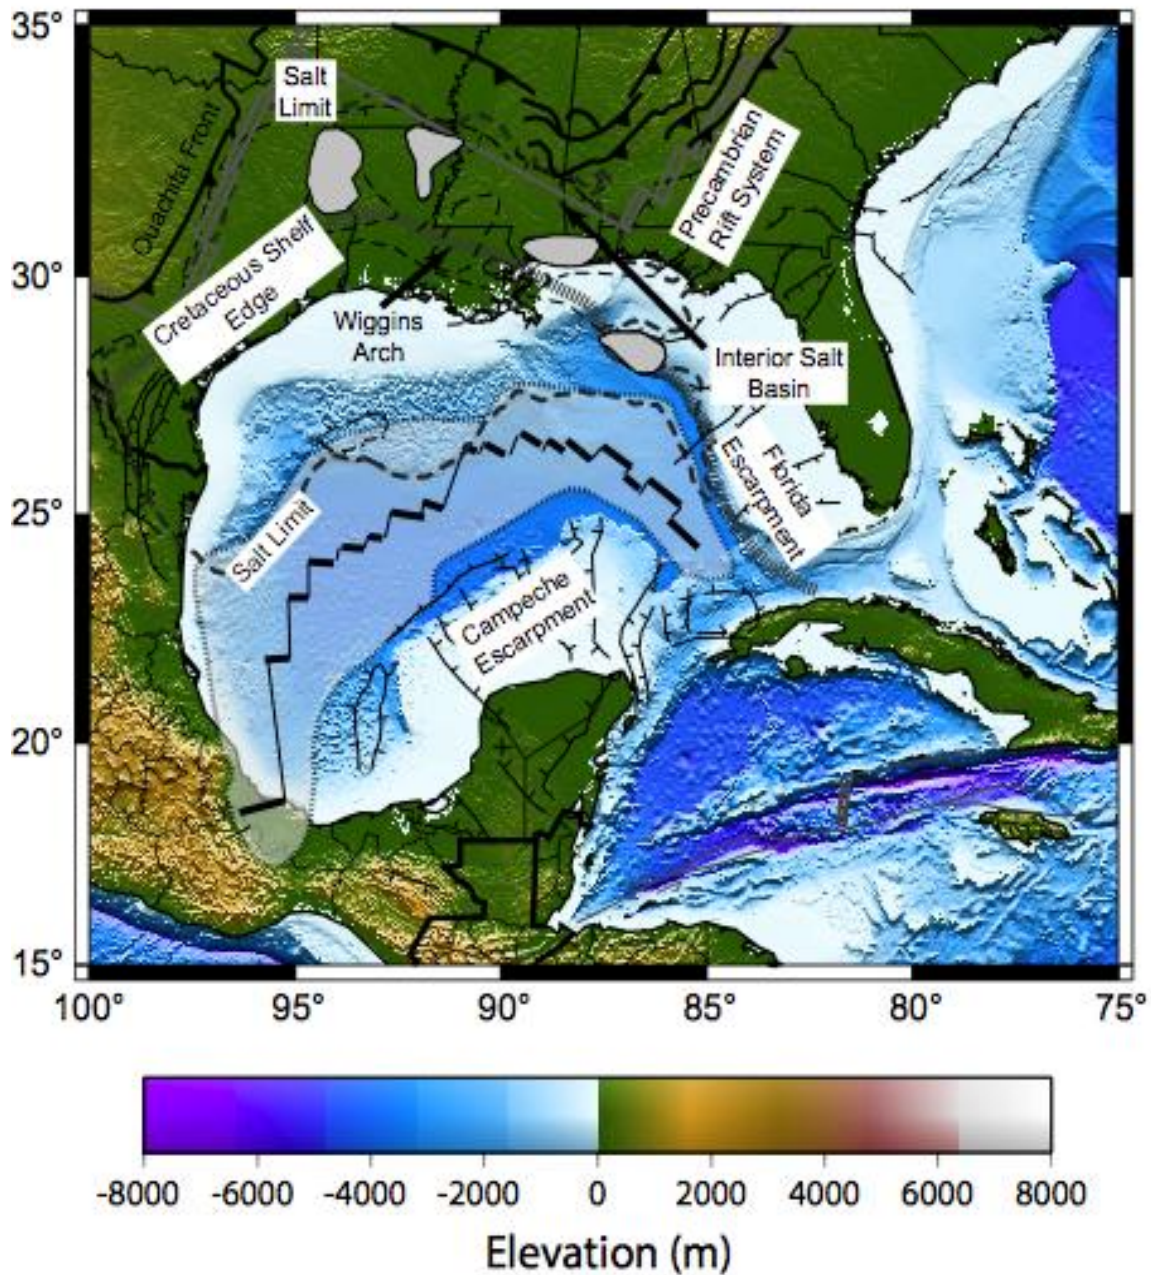 35°
Salt
Limit
Ouachita Front
Precambrian
Rift System
30°
Cretaceous Shelf
Edge
Wiggins
Arch
Interior Salt
Basin
Florida
Escarpment
25°
Salt Limit
Campeche
Escarpment
20°
15°
100°
95°
90°
85°
80°
75°
-8000
-6000
-4000
-2000
0
2000
4000
6000
8000
Elevation (m)